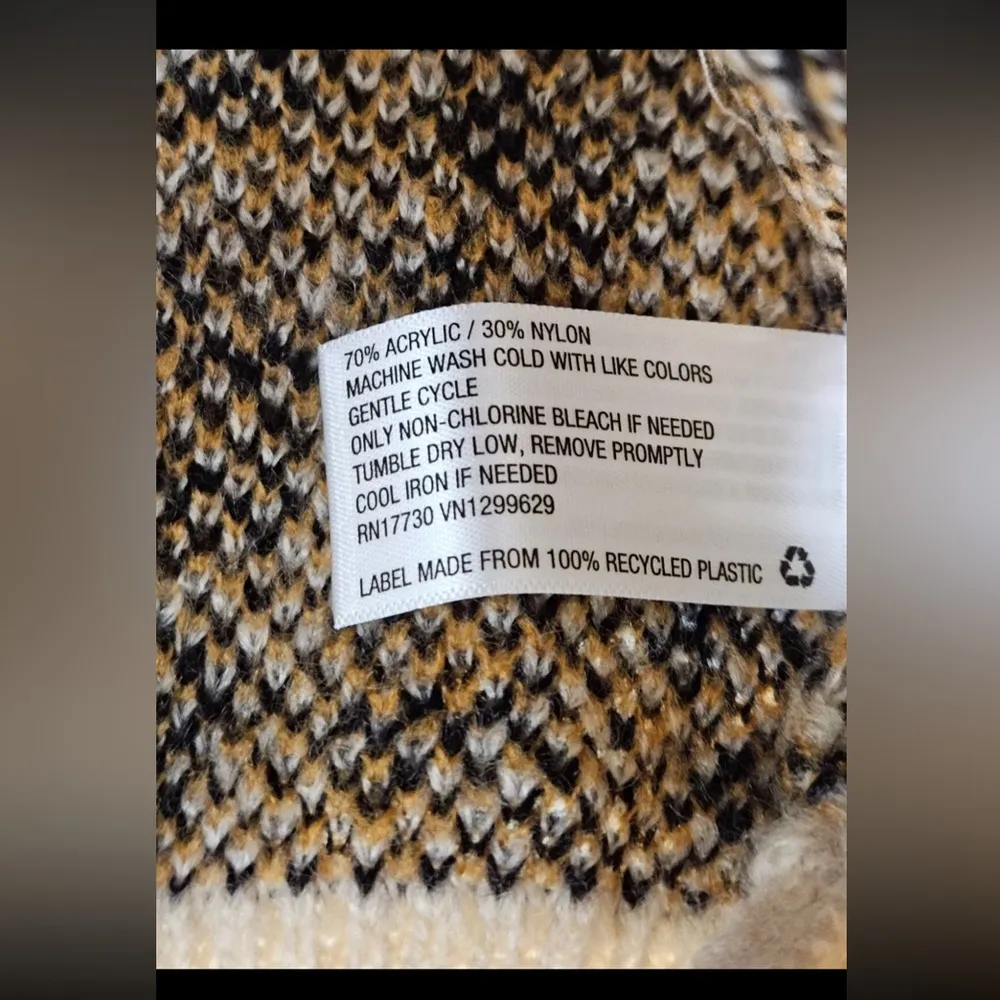 70% ACRYLIC / 30% NYLON
MACHINE WASH COLD WITH LIKE COLORS
GENTLE CYCLE
ONLY NON-CHLORINE BLEACH IF NEEDED
TUMBLE DRY LOW, REMOVE PROMPTLY
COOL IRON IF NEEDED
RN17730 VN1299629
LABEL MADE FROM 100% RECYCLED PLASTIC